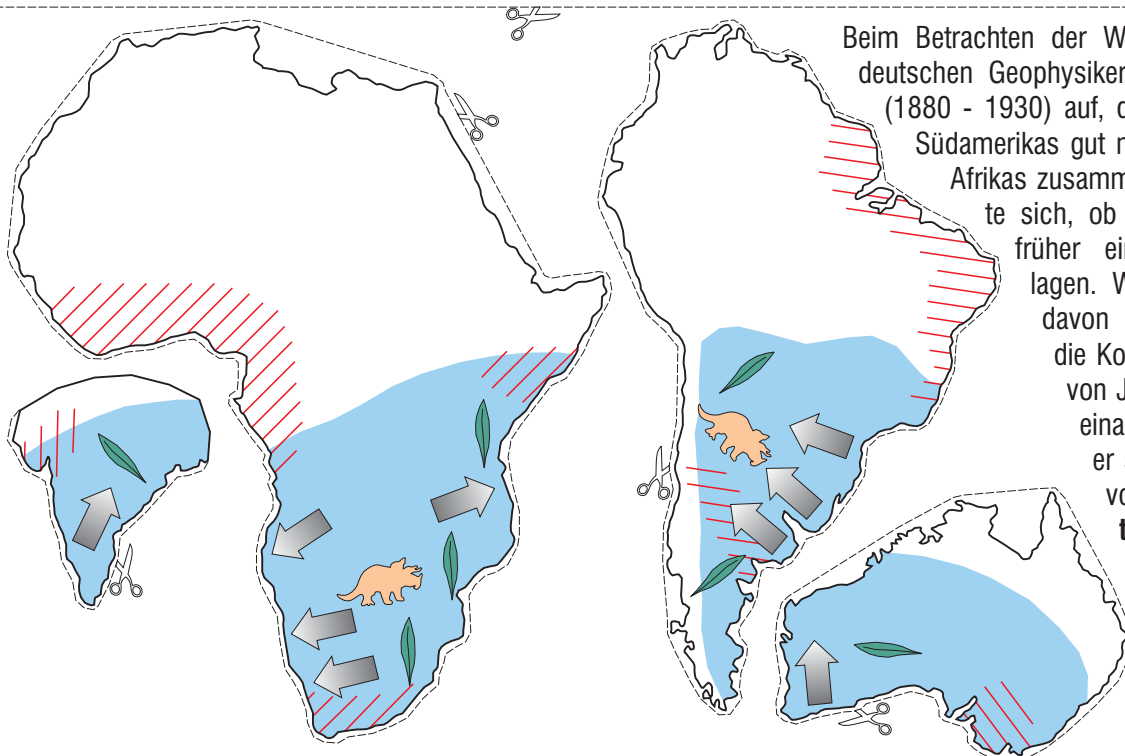 Beim Betrachten der W
deutschen Geophysiker
(1880 - 1930) auf, d
Südamerikas gut n
Afrikas zusamm
te sich, ob
früher ein
lagen. W
davon
die Ko
von J
eina
er
vo
t